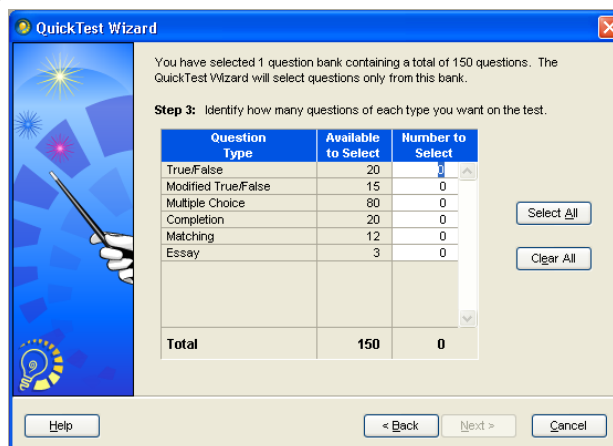 QuickTest Wizard
You have selected 1 question bank containing a total of 150 questions. The
QuickTest Wizard will select questions only from this bank.
Step 3: Identify how many questions of each type you want on the test.
Question Type Available to Select Number to Select
True/False 20 0
Modified True/False 15 0
Multiple Choice 80 0
Completion 20 0
Matching 12 0
Essay 3 0
Total 150 0
Select All
Clear All
Help
< Back
Next >
Cancel